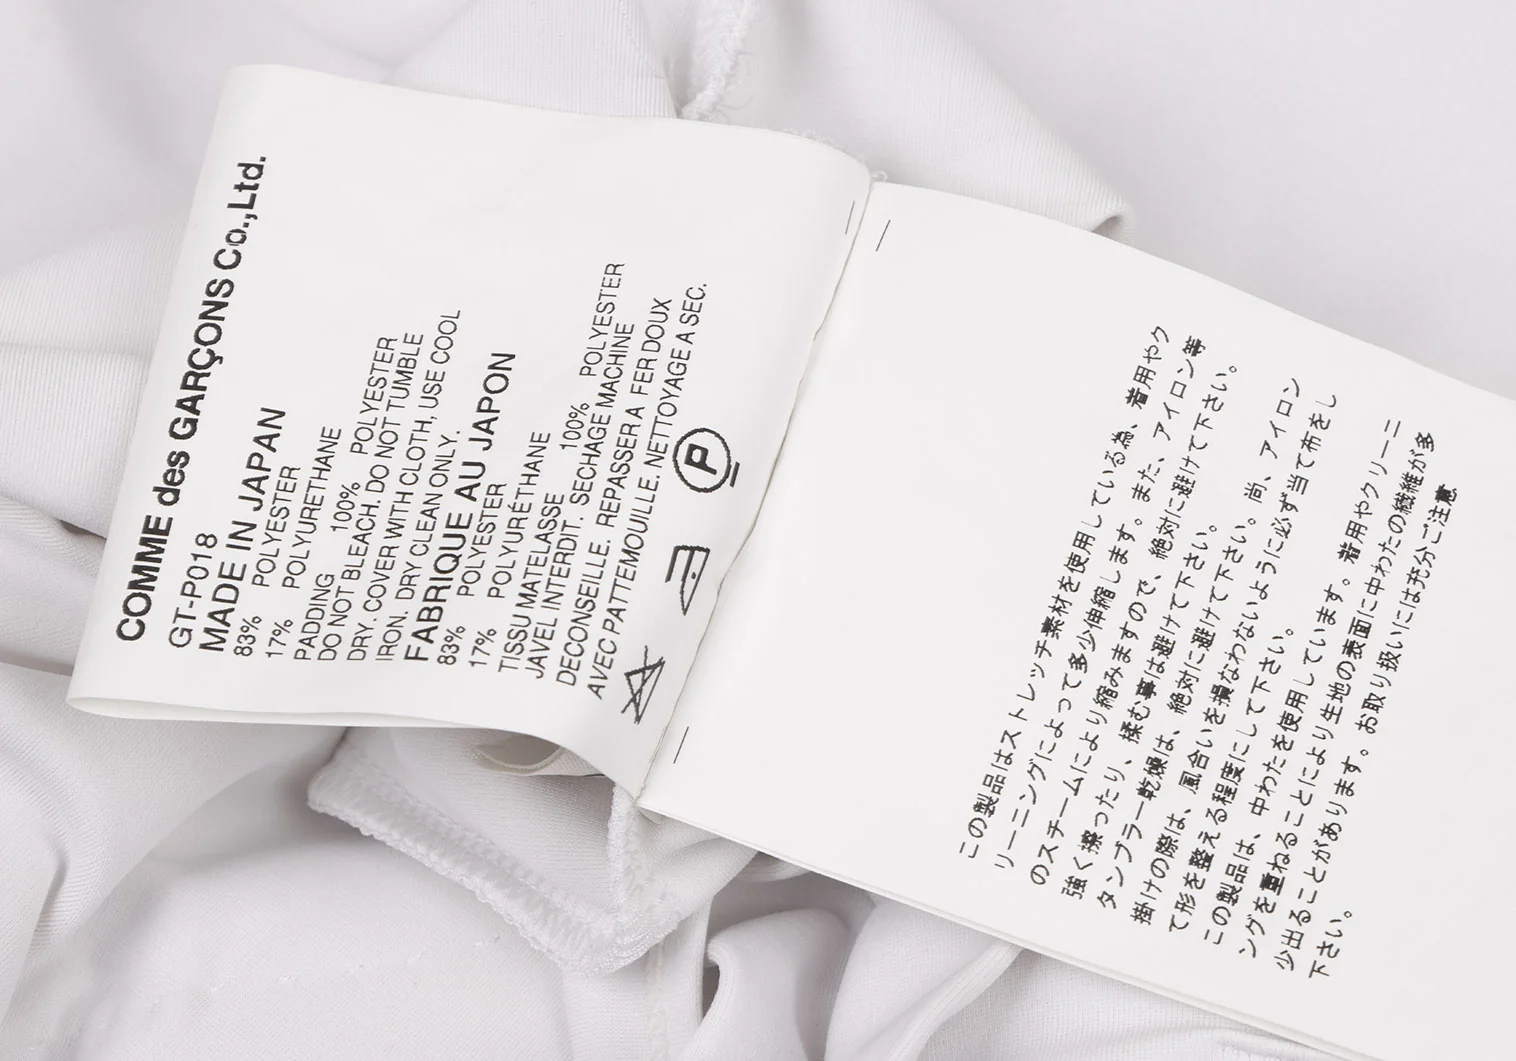 COMME des GARÇONS Co.,Ltd.
GT-P018
MADE IN JAPAN
83% POLYESTER
17% POLYURETHANE
PADDING 100% POLYESTER
DO NOT BLEACH. DO NOT TUMBLE
DRY. COVER WITH CLOTH, USE COOL
IRON. DRY CLEAN ONLY.
FABRIQUE AU JAPON
83% POLYESTER
17% POLYURÉTHANE
TISSU MATELASSE 100% POLYESTER
JAVEL INTERDIT. SECHAGE MACHINE
DECONSEILLE. REPASSER A FER DOUX
AVEC PATTEMOUILLE. NETTOYAGE A SEC.
P
この製品はストレッチ素材を使用している為、着用やク
リーニングによって多少伸縮します。また、アイロン等
のスチームにより縮みますので、絶対に避けて下さい。
強く擦ったり、揉む事は避けて下さい。
タンブラー乾燥は、絶対に避けて下さい。尚、アイロン
掛けの際は、風合いを損なわないように必ず当て布をし
て形を整える程度にして下さい。
この製品は、中わたを使用しています。着用やクリーニ
ングを重ねることにより生地の表面に中わたの繊維が多
少出ることがあります。お取り扱いには充分ご注意
下さい。